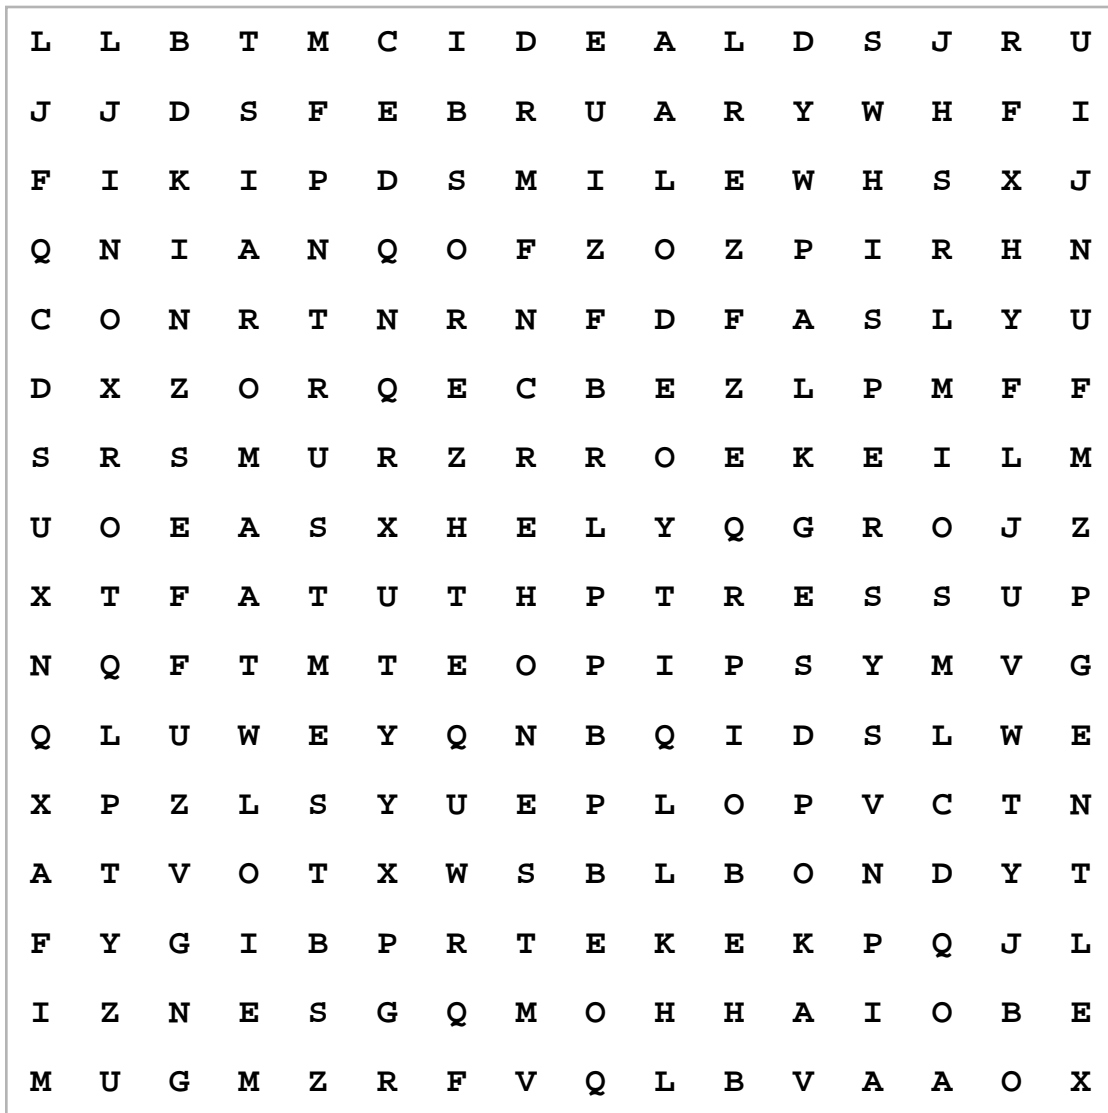 L L B T M C I D E A L D S J R U
J J D S F E B R U A R Y W H F I
F I K I P D S M I L E W H S X J
Q N I A N Q O F Z O Z P I R H N
C O N R T N R N F D F A S L Y U
D X Z O R Q E C B E Z L P M F F
S R S M U R Z R R O E K E I L M
U O E A S X H E L Y Q G R O J Z
X T F A T U T H P T R E S S U P
N Q F T M T E O P I P S Y M V G
Q L U W E Y Q N B Q I D S L W E
X P Z L S Y U E P L O P V C T N
A T V O T X W S B L B O N D Y T
F Y G I B P R T E K E K P Q J L
I Z N E S G Q M O H H A I O B E
M U G M Z R F V Q L B V A A O X